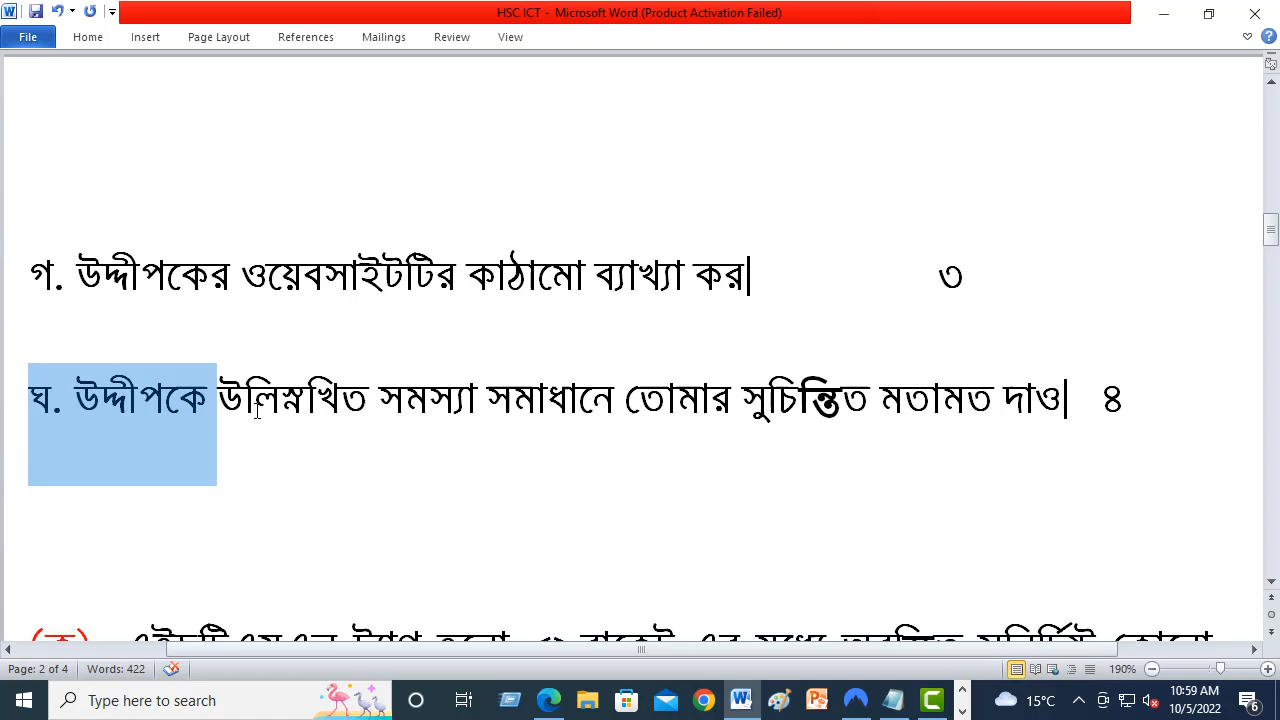 HSC ICT - Microsoft Word (Product Activation Failed)
File Home Insert Page Layout References Mailings Review View
গ. উদ্দীপকের ওয়েবসাইটটির কাঠামো ব্যাখ্যা কর| ৩
ঘ. উদ্দীপকে উলিস্নখিত সমস্যা সমাধানে তোমার সুচিন্তিত মতামত দাও| ৪
Page: 2 of 4 Words: 422 190%
Type here to search 15°C 10:59 AM
10/5/2022 6